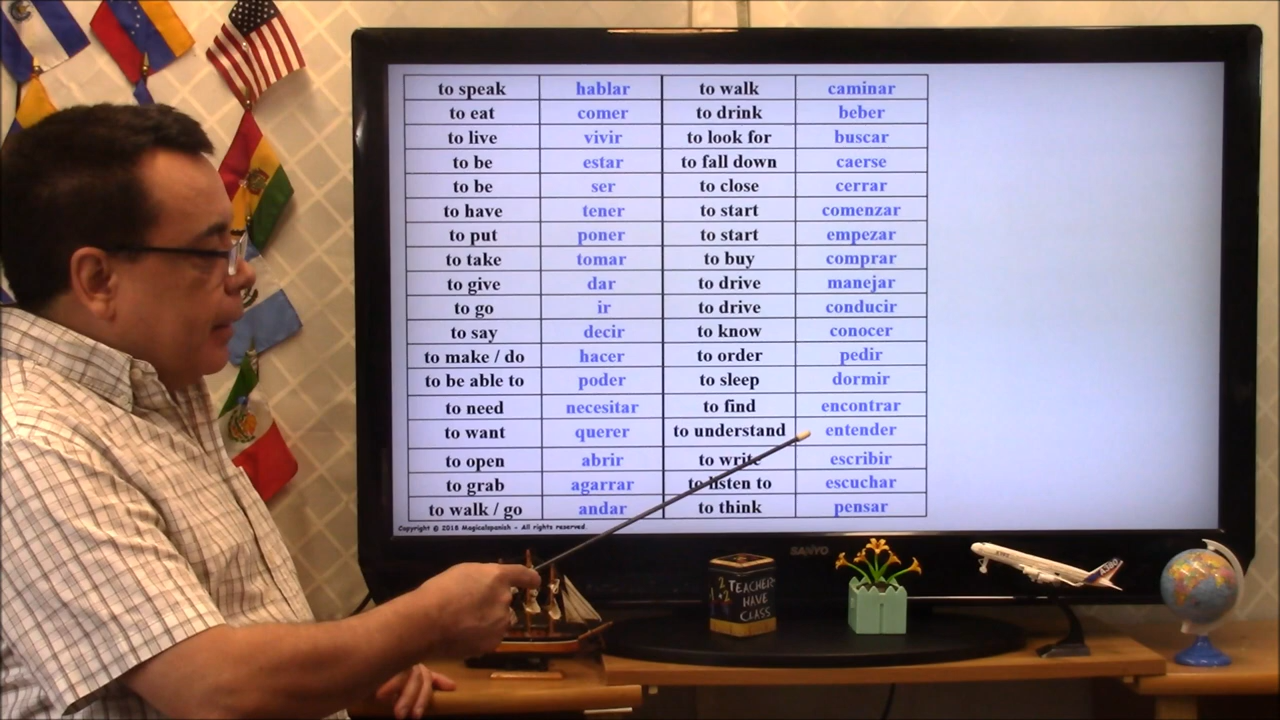 to speak hablar to walk caminar
to eat comer to drink beber
to live vivir to look for buscar
to be estar to fall down caerse
to be ser to close cerrar
to have tener to start comenzar
to put poner to start empezar
to take tomar to buy comprar
to give dar to drive manejar
to go ir to drive conducir
to say decir to know conocer
to make / do hacer to order pedir
to be able to poder to sleep dormir
to need necesitar to find encontrar
to want querer to understand entender
to open abrir to write escribir
to grab agarrar to listen to escuchar
to walk / go andar to think pensar
Copyright © 2016 Magicalspanish - All rights reserved.
SANYO
TEACHERS
HAVE
CLASS
A380